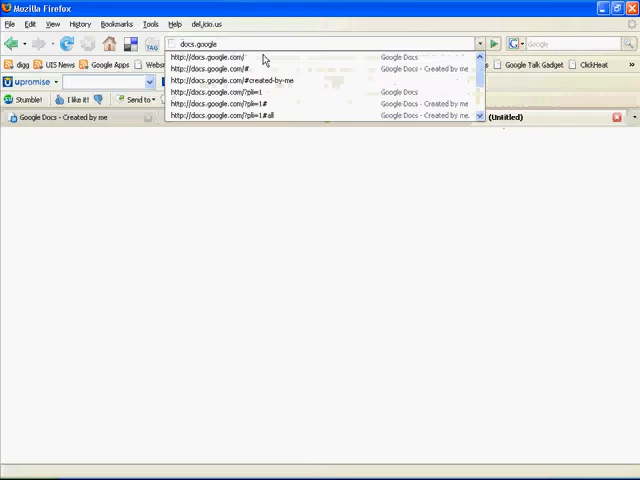 Mozilla Firefox
File Edit View History Bookmarks Tools Help del.icio.us
TAG docs.google Google
digg UIS News Google Talk Gadget ClickHeat
http://docs.google.com/ Google Docs
http://docs.google.com/# Google Docs - Created by me
http://docs.google.com/#created-by-me
http://docs.google.com/?pli=1 Google Docs
http://docs.google.com/?pli=1# Google Docs - Created by me
http://docs.google.com/?pli=1#all Google Docs - Created by me
upromise
Stumble! I like it! Send to
Google Docs - Created by me (Untitled)